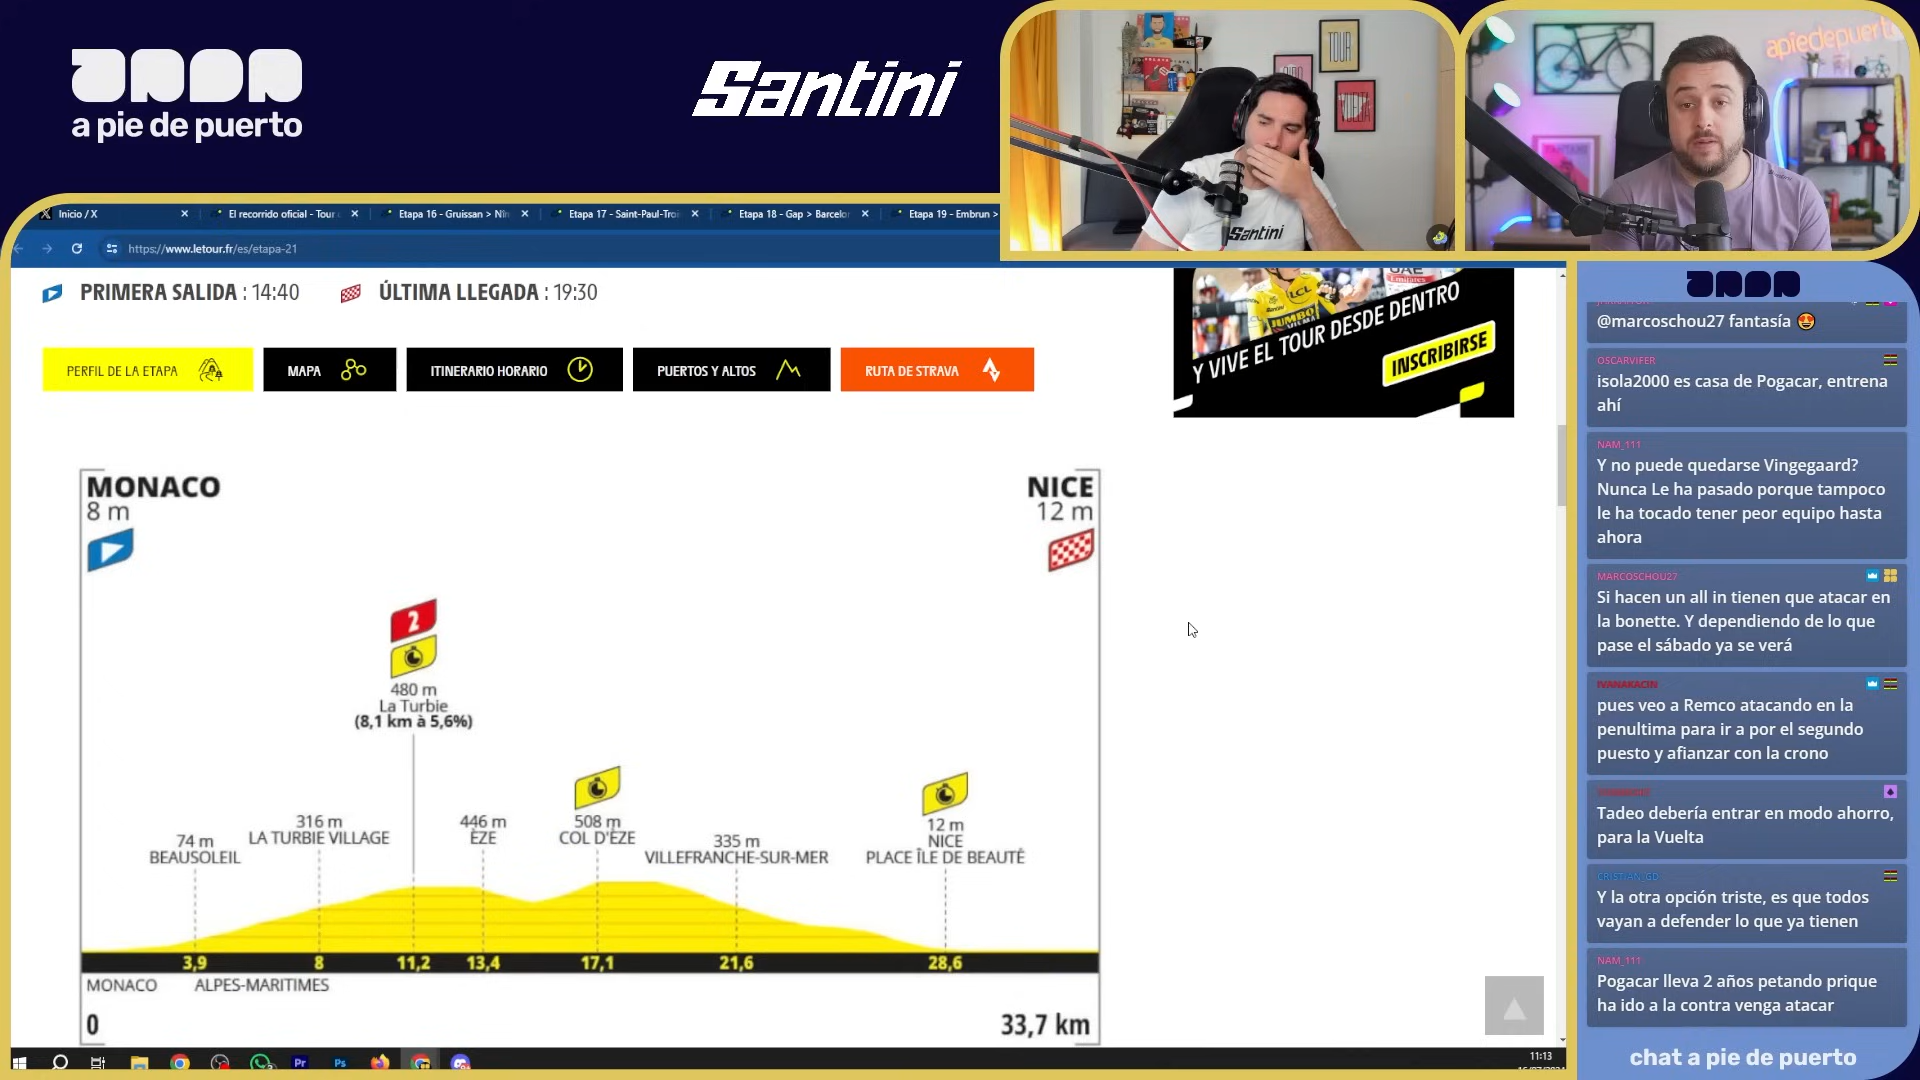 a pie de puerto
Santini
TOUR
Santini
apiedepuerto
Inicio / X
El recorrido oficial - Tour
Etapa 16 - Gruissan > Nîm
Etapa 17 - Saint-Paul-Troi
Etapa 18 - Gap > Barcelo
Etapa 19 - Embrun >
https://www.letour.fr/es/etapa-21
PRIMERA SALIDA : 14:40
ÚLTIMA LLEGADA : 19:30
PERFIL DE LA ETAPA
MAPA
ITINERARIO HORARIO
PUERTOS Y ALTOS
RUTA DE STRAVA
UAE
LCL
JUMBO
VISMA
Y VIVE EL TOUR DESDE DENTRO
INSCRIBIRSE
MONACO
8 m
NICE
12 m
2
480 m
La Turbie
(8,1 km à 5,6%)
74 m
BEAUSOLEIL
316 m
LA TURBIE VILLAGE
446 m
ÈZE
508 m
COL D'ÈZE
335 m
VILLEFRANCHE-SUR-MER
12 m
NICE
PLACE ÎLE DE BEAUTÉ
3,9
8
11,2
13,4
17,1
21,6
28,6
MONACO
ALPES-MARITIMES
0
33,7 km
Pr
Ps
11:13
@marcoschou27 fantasía 😍
OSCARVIFER
isola2000 es casa de Pogacar, entrena
ahí
NAM_111
Y no puede quedarse Vingegaard?
Nunca Le ha pasado porque tampoco
le ha tocado tener peor equipo hasta
ahora
MARCOSCHOU27
Si hacen un all in tienen que atacar en
la bonette. Y dependiendo de lo que
pase el sábado ya se verá
IVANAKACIN
pues veo a Remco atacando en la
penultima para ir a por el segundo
puesto y afianzar con la crono
Tadeo debería entrar en modo ahorro,
para la Vuelta
CRISTIAN_GD
Y la otra opción triste, es que todos
vayan a defender lo que ya tienen
NAM_111
Pogacar lleva 2 años petando prique
ha ido a la contra venga atacar
chat a pie de puerto